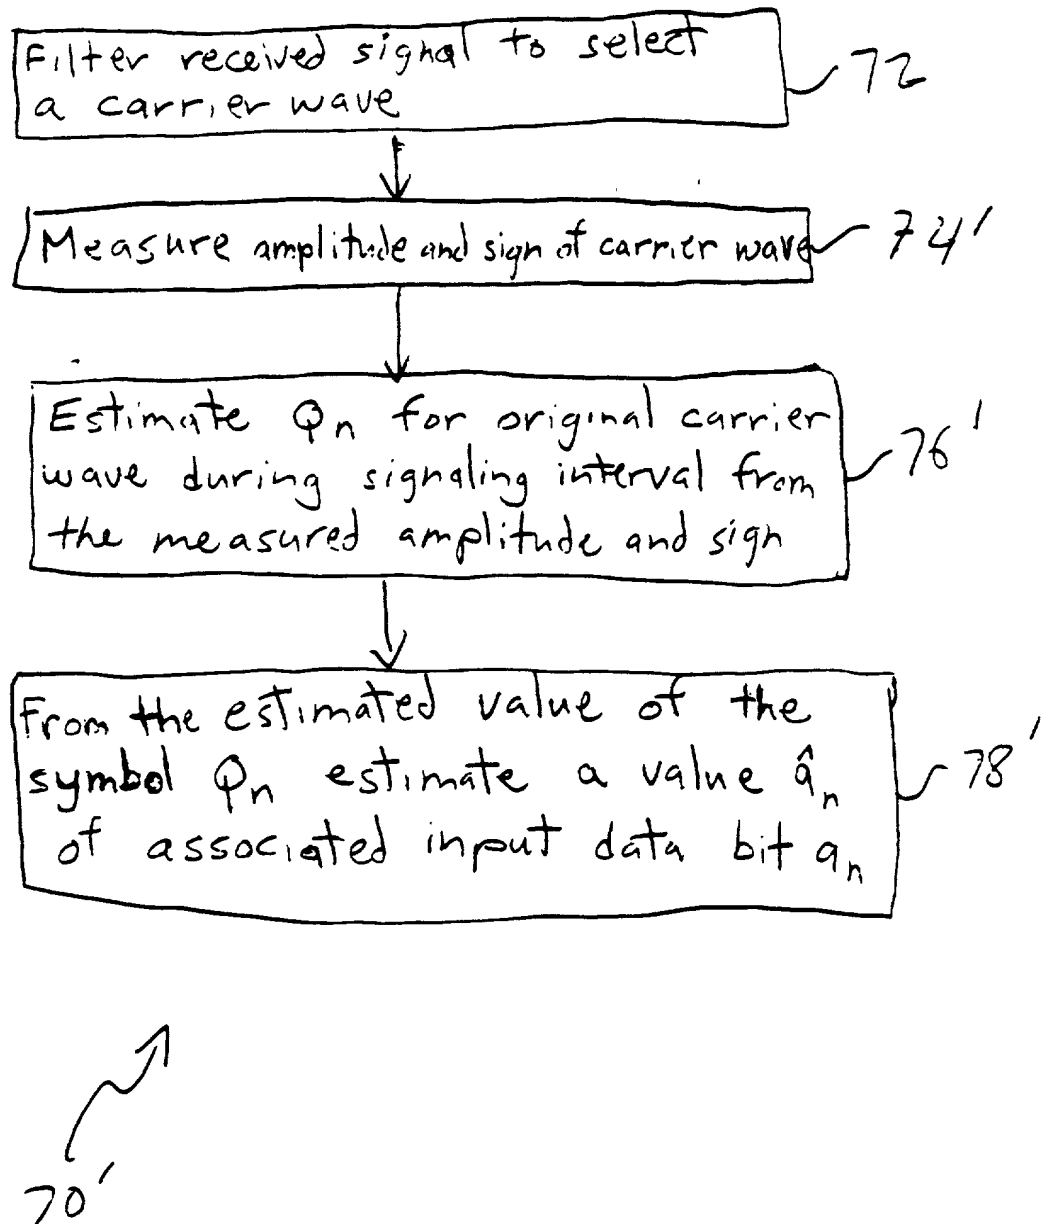 Filter received signal to select
a carrier wave
72
Measure amplitude and sign of carrier wave
74'
Estimate Qn for original carrier
wave during signaling interval from
the measured amplitude and sign
76'
From the estimated value of the
symbol Qn estimate a value ân
of associated input data bit an
78'
70'